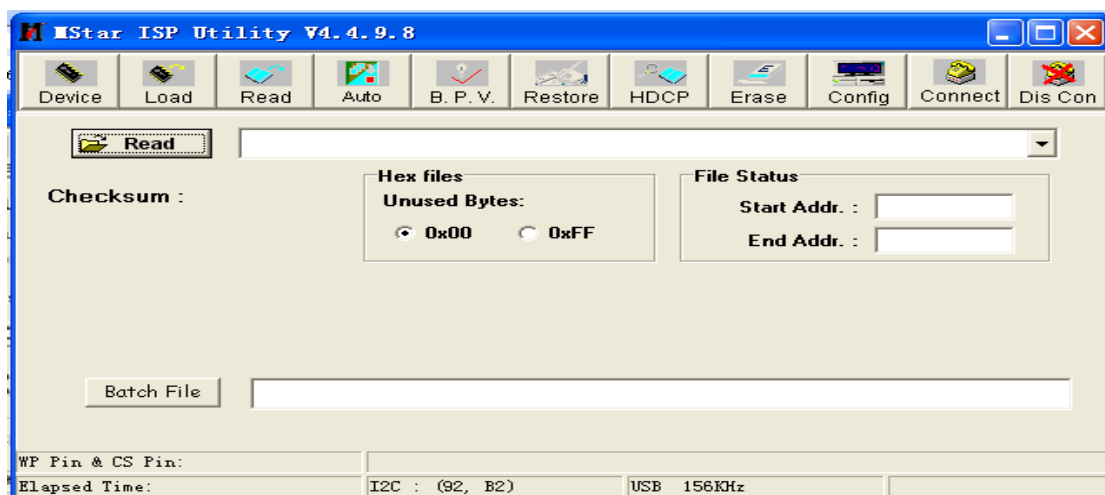 MStar ISP Utility V4.4.9.8
Device Load Read Auto B. P. V. Restore HDCP Erase Config Connect Dis Con
Read
Checksum :
Hex files
Unused Bytes:
0x00 0xFF
File Status
Start Addr. :
End Addr. :
Batch File
WP Pin & CS Pin:
Elapsed Time: I2C : (92, B2) USB 156KHz